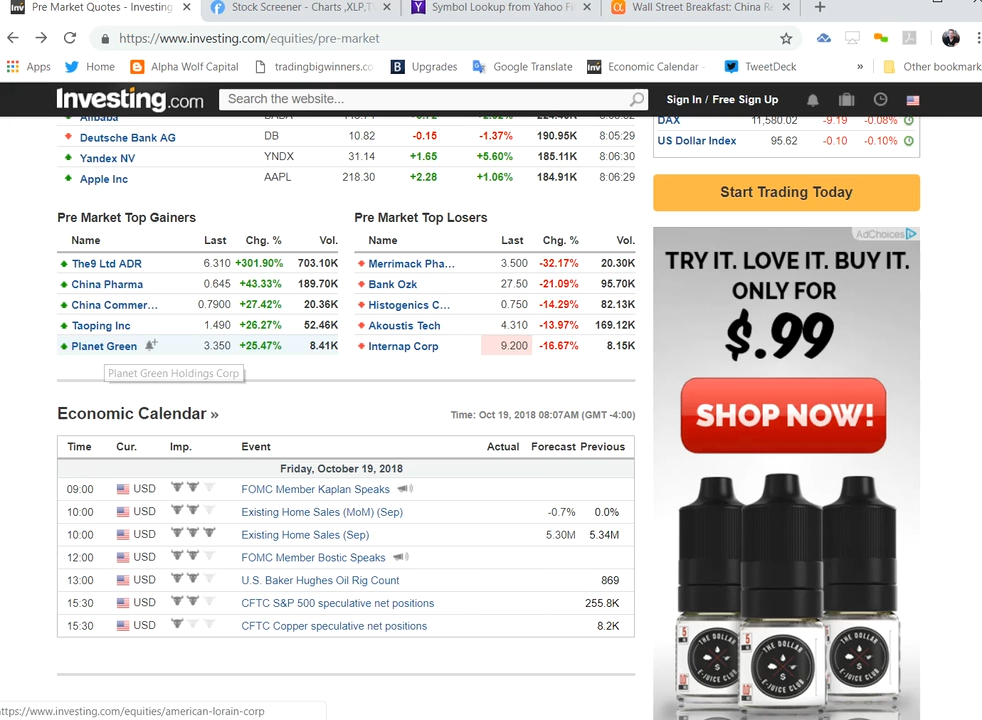 Pre Market Quotes - Investing
Stock Screener - Charts ,XLP,T
Symbol Lookup from Yahoo Fi
Wall Street Breakfast: China Re
https://www.investing.com/equities/pre-market
Apps Home Alpha Wolf Capital tradingbigwinners.co Upgrades Google Translate Economic Calendar - TweetDeck » Other bookmark
Investing.com Search the website... Sign In / Free Sign Up
Alibaba
Deutsche Bank AG DB 10.82 -0.15 -1.37% 190.95K 8:05:29
Yandex NV YNDX 31.14 +1.65 +5.60% 185.11K 8:06:30
Apple Inc AAPL 218.30 +2.28 +1.06% 184.91K 8:06:29
DAX 11,580.02 -9.19 -0.08%
US Dollar Index 95.62 -0.10 -0.10%
Start Trading Today
Pre Market Top Gainers
Name Last Chg. % Vol.
The9 Ltd ADR 6.310 +301.90% 703.10K
China Pharma 0.645 +43.33% 189.70K
China Commer... 0.7900 +27.42% 20.36K
Taoping Inc 1.490 +26.27% 52.46K
Planet Green 3.350 +25.47% 8.41K
Planet Green Holdings Corp
Pre Market Top Losers
Name Last Chg. % Vol.
Merrimack Pha... 3.500 -32.17% 20.30K
Bank Ozk 27.50 -21.09% 95.70K
Histogenics C... 0.750 -14.29% 82.13K
Akoustis Tech 4.310 -13.97% 169.12K
Internap Corp 9.200 -16.67% 8.15K
Economic Calendar »
Time: Oct 19, 2018 08:07AM (GMT -4:00)
Time Cur. Imp. Event Actual Forecast Previous
Friday, October 19, 2018
09:00 USD FOMC Member Kaplan Speaks
10:00 USD Existing Home Sales (MoM) (Sep) -0.7% 0.0%
10:00 USD Existing Home Sales (Sep) 5.30M 5.34M
12:00 USD FOMC Member Bostic Speaks
13:00 USD U.S. Baker Hughes Oil Rig Count 869
15:30 USD CFTC S&P 500 speculative net positions 255.8K
15:30 USD CFTC Copper speculative net positions 8.2K
AdChoices
TRY IT. LOVE IT. BUY IT.
ONLY FOR
$.99
SHOP NOW!
THE DOLLAR
$
E-JUICE CLUB
THE DOLLAR
$
E-JUICE CLUB
THE DOLLAR
$
E-JUICE CLUB
https://www.investing.com/equities/american-lorain-corp